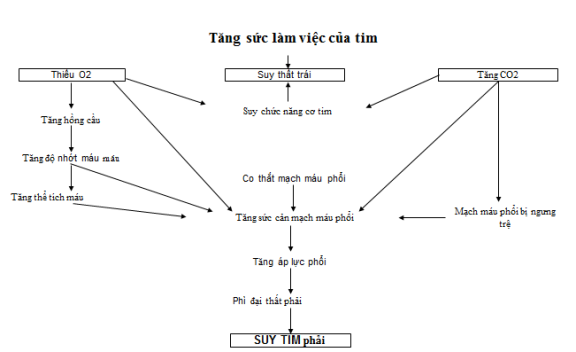 Tăng sức làm việc của tim
Thiếu O2
Suy thất trái
Tăng CO2
Tăng hồng cầu
Suy chức năng cơ tim
Tăng độ nhớt máu máu
Co thắt mạch máu phổi
Tăng thể tích máu
Tăng sức cản mạch máu phổi
Mạch máu phổi bị ngưng
trệ
Tăng áp lực phổi
Phì đại thất phải
SUY TIM phải